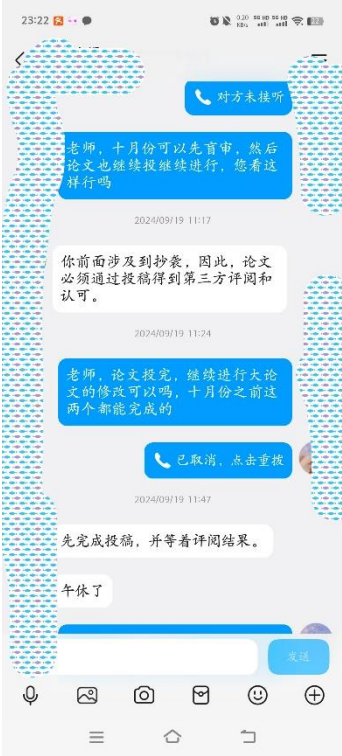 23:22
对方未接听
老师，十月份可以先盲审，然后
论文也继续投继续进行，您看这
样行吗
2024/09/19 11:17
你前面涉及到抄袭，因此，论文
必须通过投稿得到第三方评阅和
认可。
2024/09/19 11:24
老师，论文投完，继续进行大论
文的修改可以吗，十月份之前这
两个都能完成的
已取消，点击重拨
2024/09/19 11:47
先完成投稿，并等着评阅结果。
午休了
发送